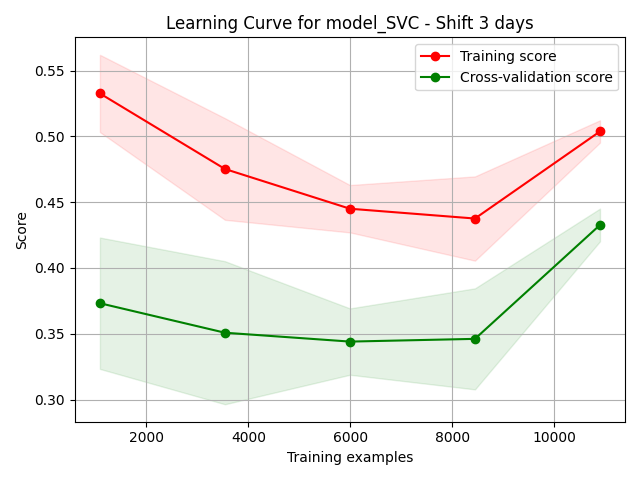 Learning Curve for model_SVC - Shift 3 days
Training score
Cross-validation score
Score
0.55
0.50
0.45
0.40
0.35
0.30
2000 4000 6000 8000 10000
Training examples